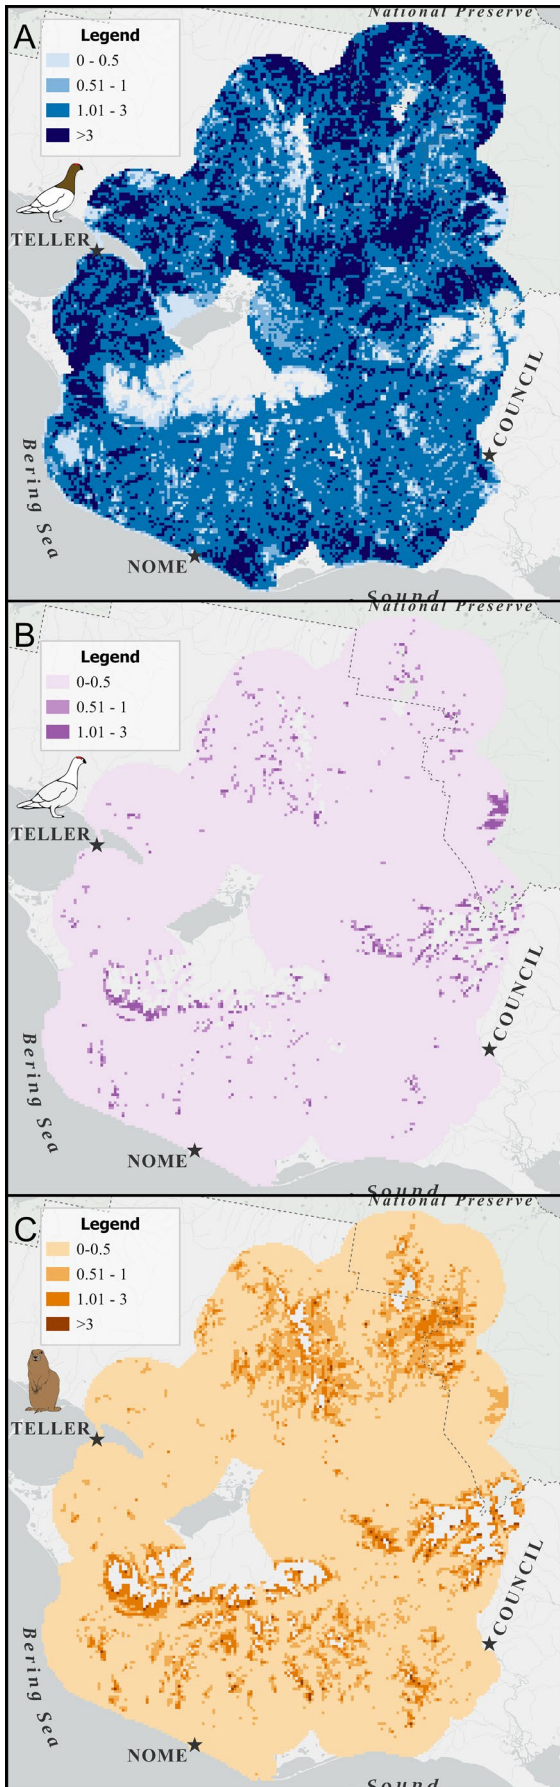 National Preserve
A
Legend
0 - 0.5
0.51 - 1
1.01 - 3
>3
TELLER
COUNCIL
Bering Sea
NOME
Sound
National Preserve
B
Legend
0-0.5
0.51 - 1
1.01 - 3
TELLER
COUNCIL
Bering Sea
NOME
Sound
National Preserve
C
Legend
0-0.5
0.51 - 1
1.01 - 3
>3
TELLER
COUNCIL
Bering Sea
NOME
Sound